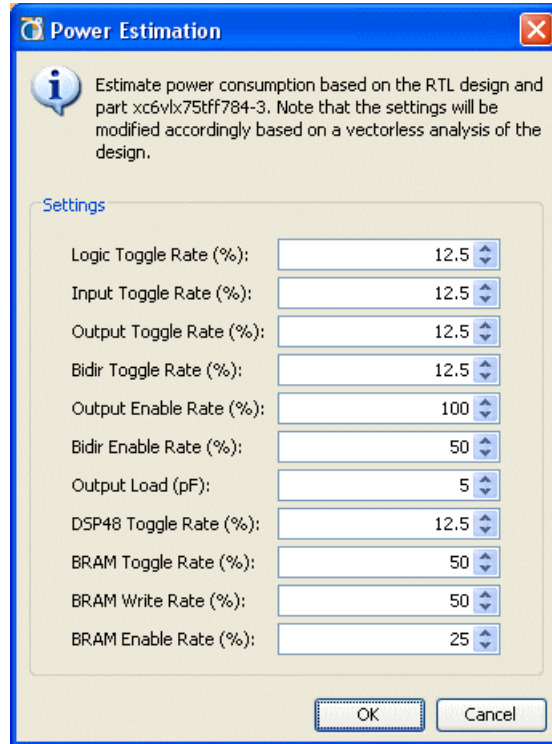 Power Estimation
Estimate power consumption based on the RTL design and
part xc6vlx75tff784-3. Note that the settings will be
modified accordingly based on a vectorless analysis of the
design.
Settings
Logic Toggle Rate (%): 12.5
Input Toggle Rate (%): 12.5
Output Toggle Rate (%): 12.5
Bidir Toggle Rate (%): 12.5
Output Enable Rate (%): 100
Bidir Enable Rate (%): 50
Output Load (pF): 5
DSP48 Toggle Rate (%): 12.5
BRAM Toggle Rate (%): 50
BRAM Write Rate (%): 50
BRAM Enable Rate (%): 25
OK Cancel